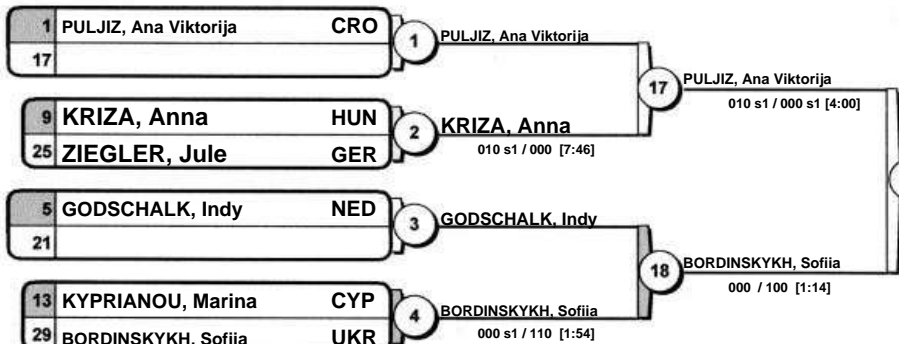 1 PULJIZ, Ana Viktorija CRO
17
1 PULJIZ, Ana Viktorija
9 KRIZA, Anna HUN
25 ZIEGLER, Jule GER
2 KRIZA, Anna
010 s1 / 000 [7:46]
17 PULJIZ, Ana Viktorija
010 s1 / 000 s1 [4:00]
5 GODSCHALK, Indy NED
21
3 GODSCHALK, Indy
13 KYPRIANOU, Marina CYP
29 BORDINSKYKH, Sofiia UKR
4 BORDINSKYKH, Sofiia
000 s1 / 110 [1:54]
18 BORDINSKYKH, Sofiia
000 / 100 [1:14]